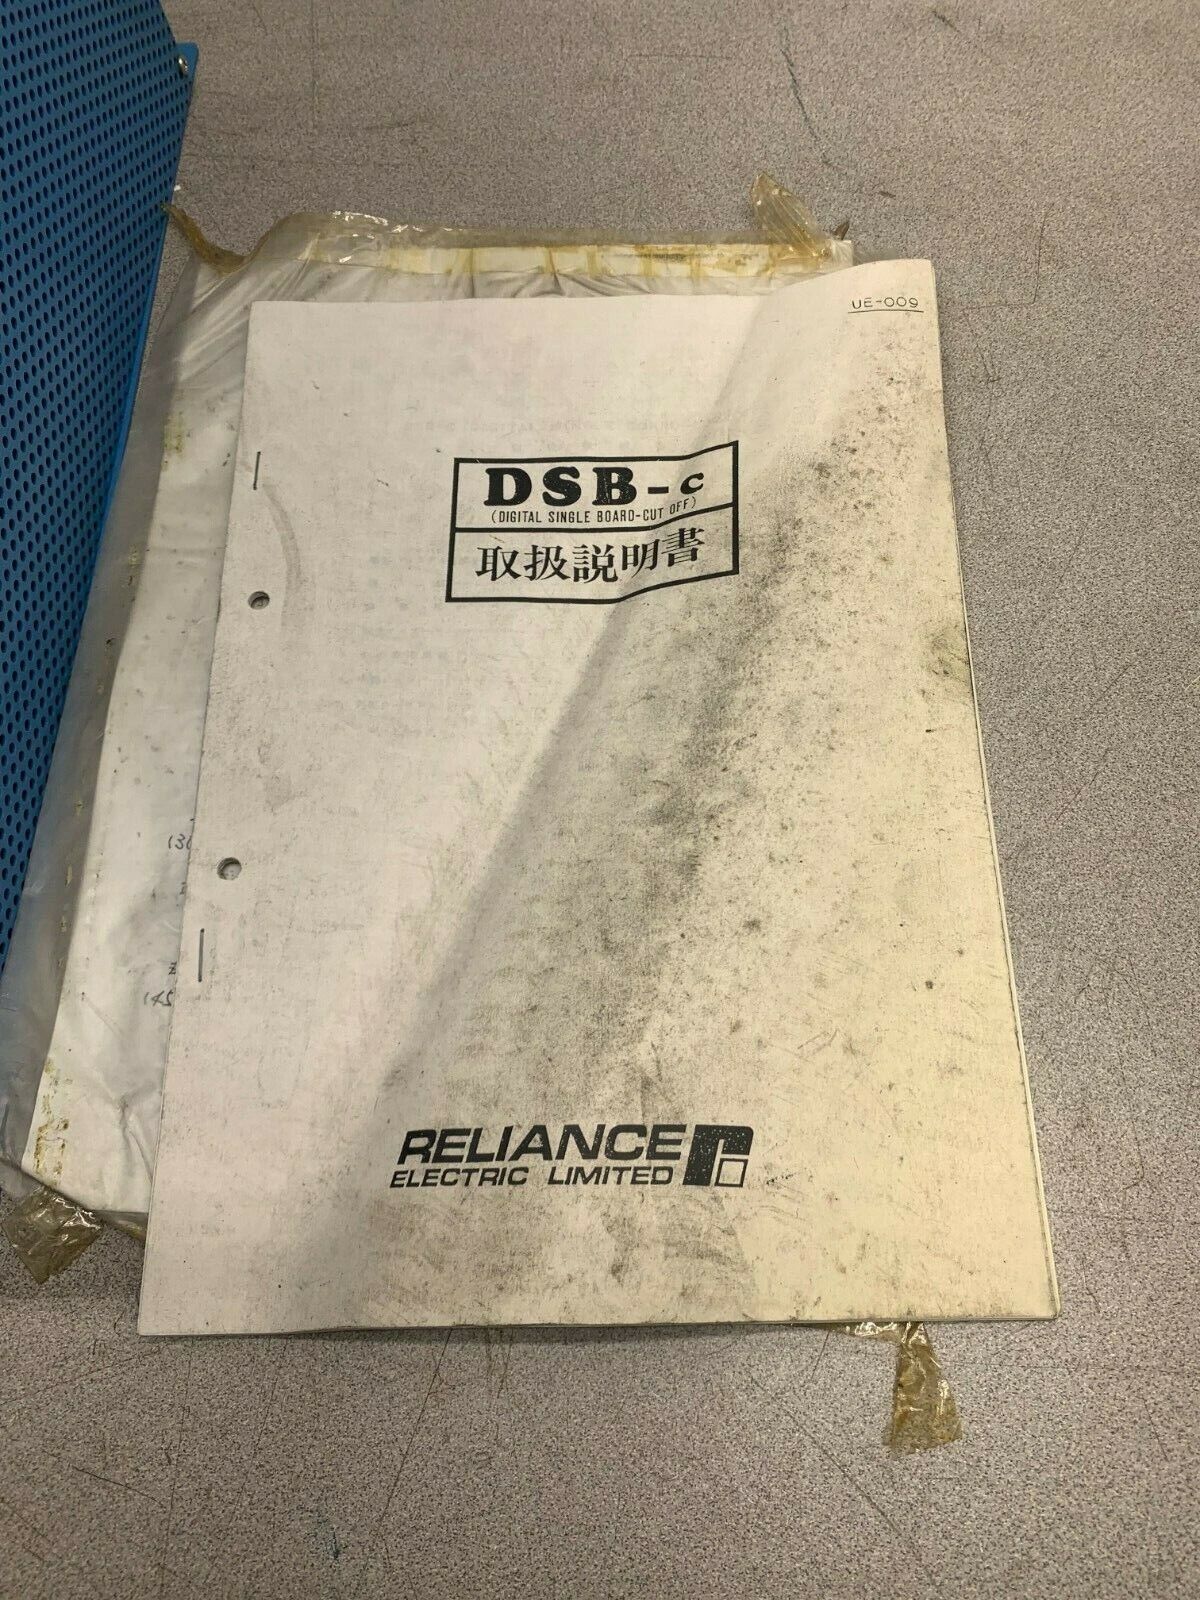 UE-009
DSB-c
(DIGITAL SINGLE BOARD-CUT OFF)
取扱説明書
RELIANCE
ELECTRIC LIMITED